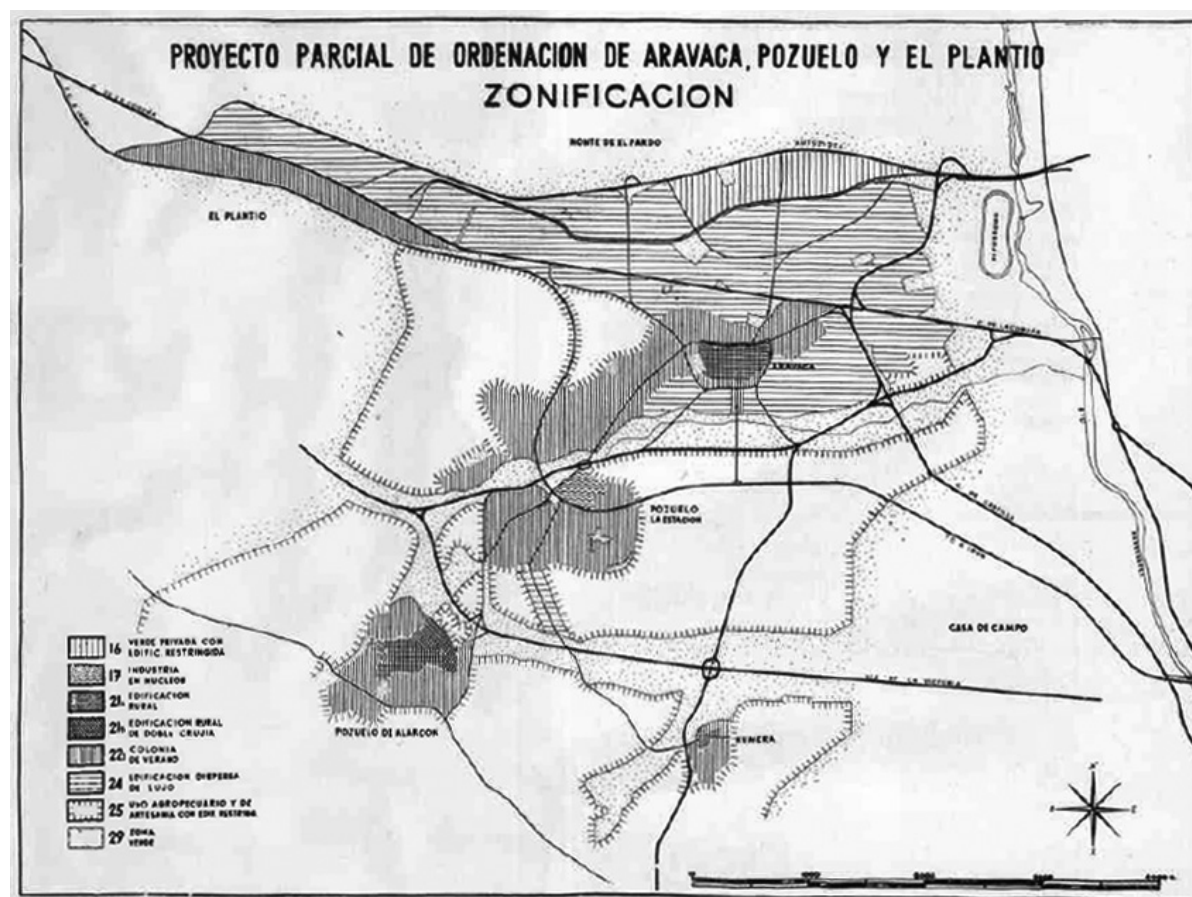 PROYECTO PARCIAL DE ORDENACION DE ARAVACA, POZUELO Y EL PLANTIO
ZONIFICACION
MONTE DE EL PARDO
EL PLANTIO
HIPODROMO
ARAVACA
POZUELO
LA ESTACION
C. DE CASTILLA
F.C. A IRUN
CASA DE CAMPO
POZUELO DE ALARCON
HUMERA
16 VERDE PRIVADA CON
EDIFIC. RESTRINGIDA
17 INDUSTRIA
EN NUCLEOS
EDIFICACION
RURAL
EDIFICACION RURAL
DE DOBLE CRUJIA
COLONIA
DE VERANO
24 EDIFICACION DISPERSA
DE LUJO
25 USO AGROPECUARIO Y DE
ARTESANIA CON EDIF. RESTRING.
29 ZONA
VERDE